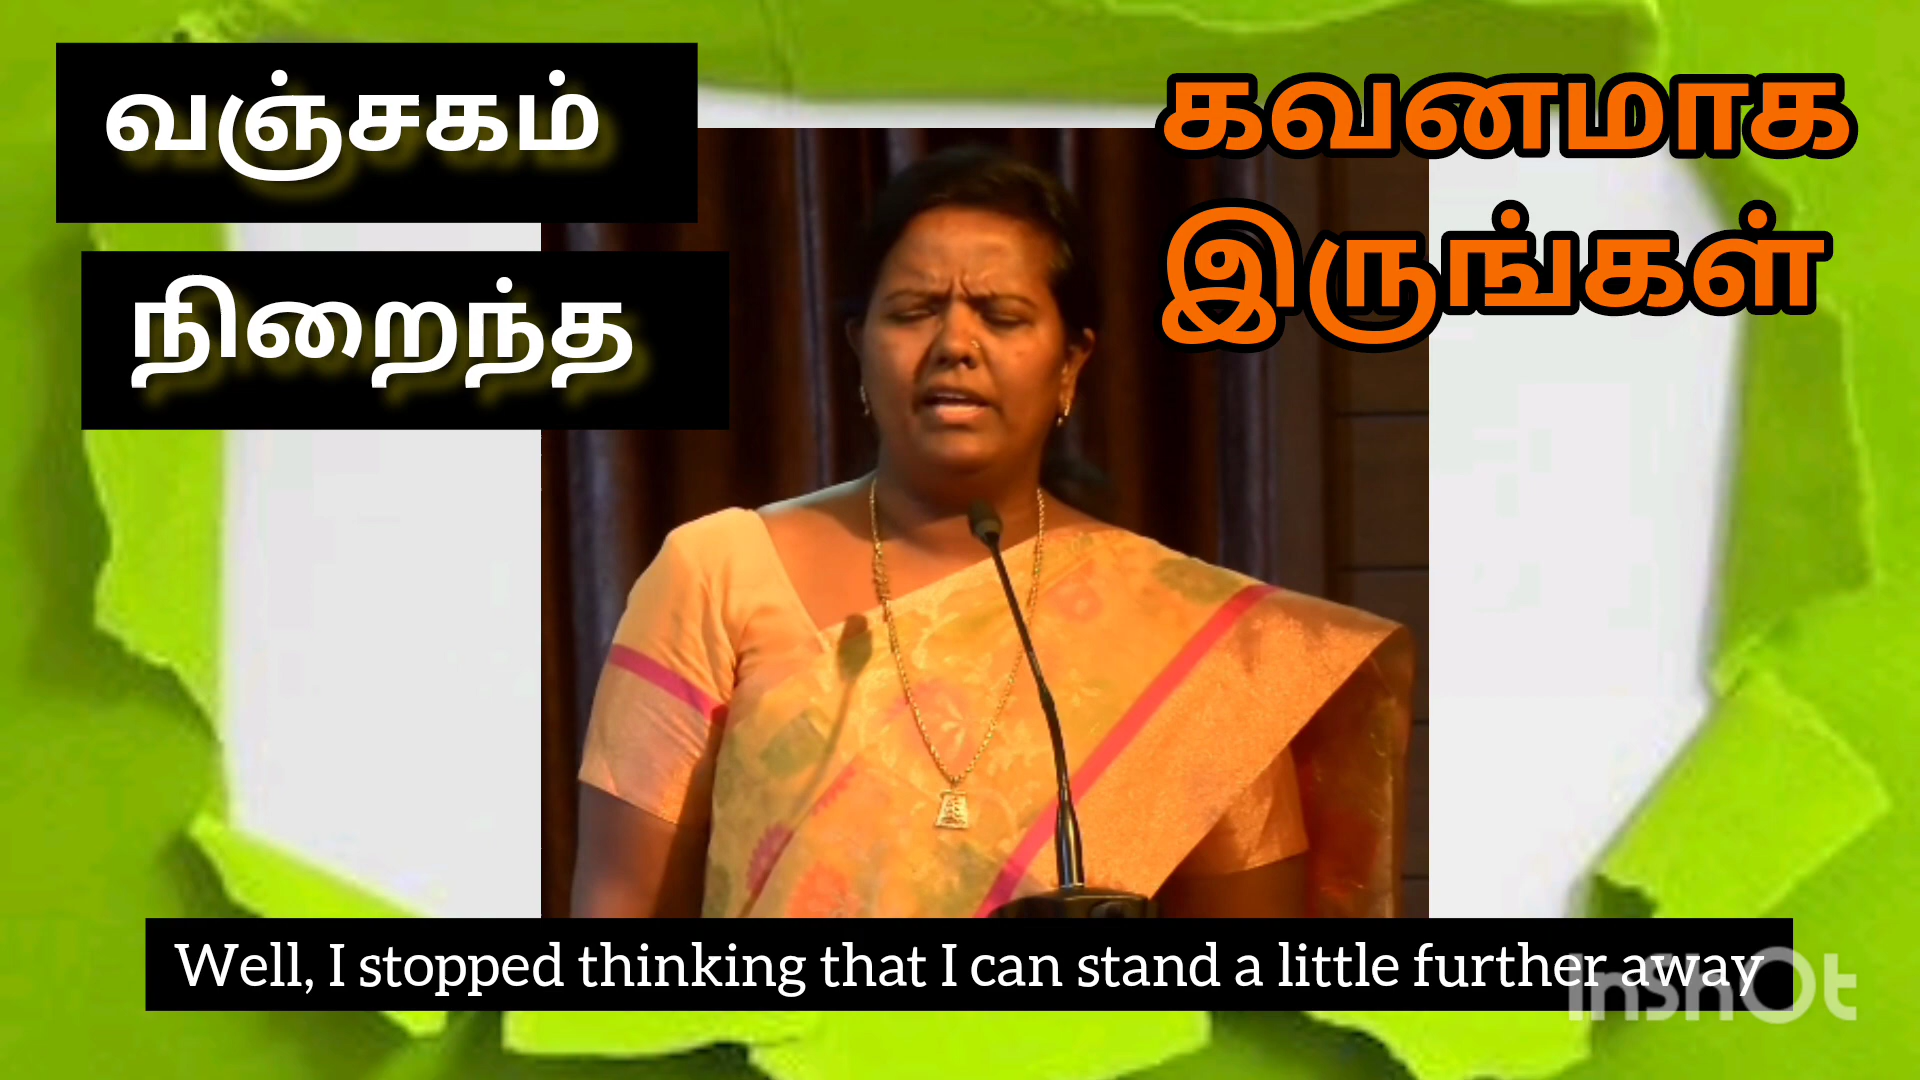 வஞ்சகம்
நிறைந்த
கவனமாக
இருங்கள்
Well, I stopped thinking that I can stand a little further away
InShOt